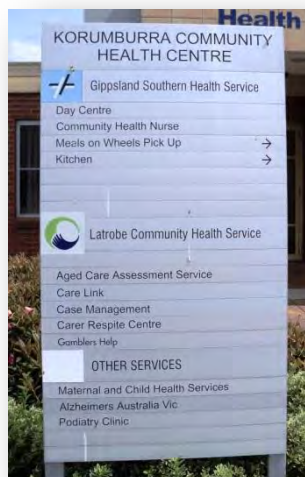 Health
KORUMBURRA COMMUNITY
HEALTH CENTRE
Gippsland Southern Health Service
Day Centre
Community Health Nurse
Meals on Wheels Pick Up →
Kitchen →
Latrobe Community Health Service
Aged Care Assessment Service
Care Link
Case Management
Carer Respite Centre
Gamblers Help
OTHER SERVICES
Maternal and Child Health Services
Alzheimers Australia Vic
Podiatry Clinic